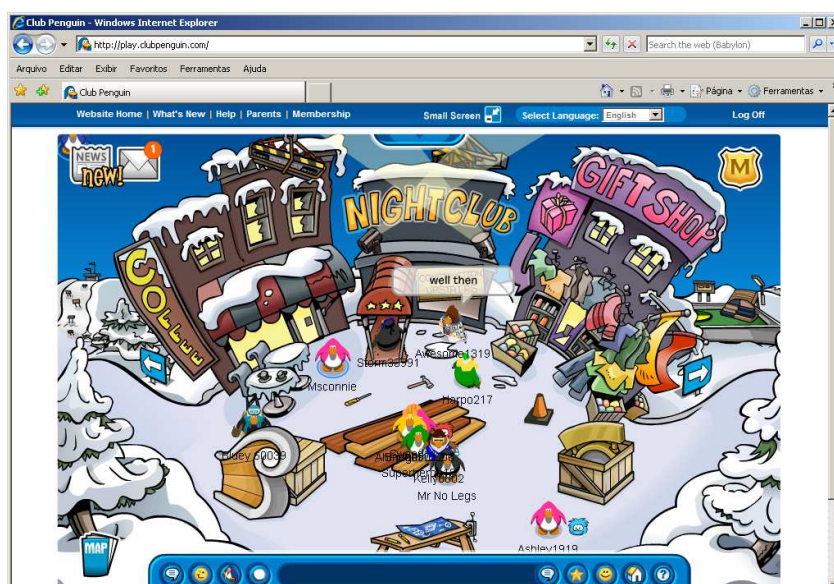 Club Penguin - Windows Internet Explorer
http://play.clubpenguin.com/
Search the web (Babylon)
Arquivo Editar Exibir Favoritos Ferramentas Ajuda
Club Penguin
Página Ferramentas
Website Home | What's New | Help | Parents | Membership
Small Screen
Select Language: English
Log Off
NEWS
new!
1
M
NIGHTCLUB
GIFT SHOP
COFFEE
well then
Awesome1319
Msconnie
Harpo217
Bluey 50039
Mr No Legs
Ashley1919
MAP